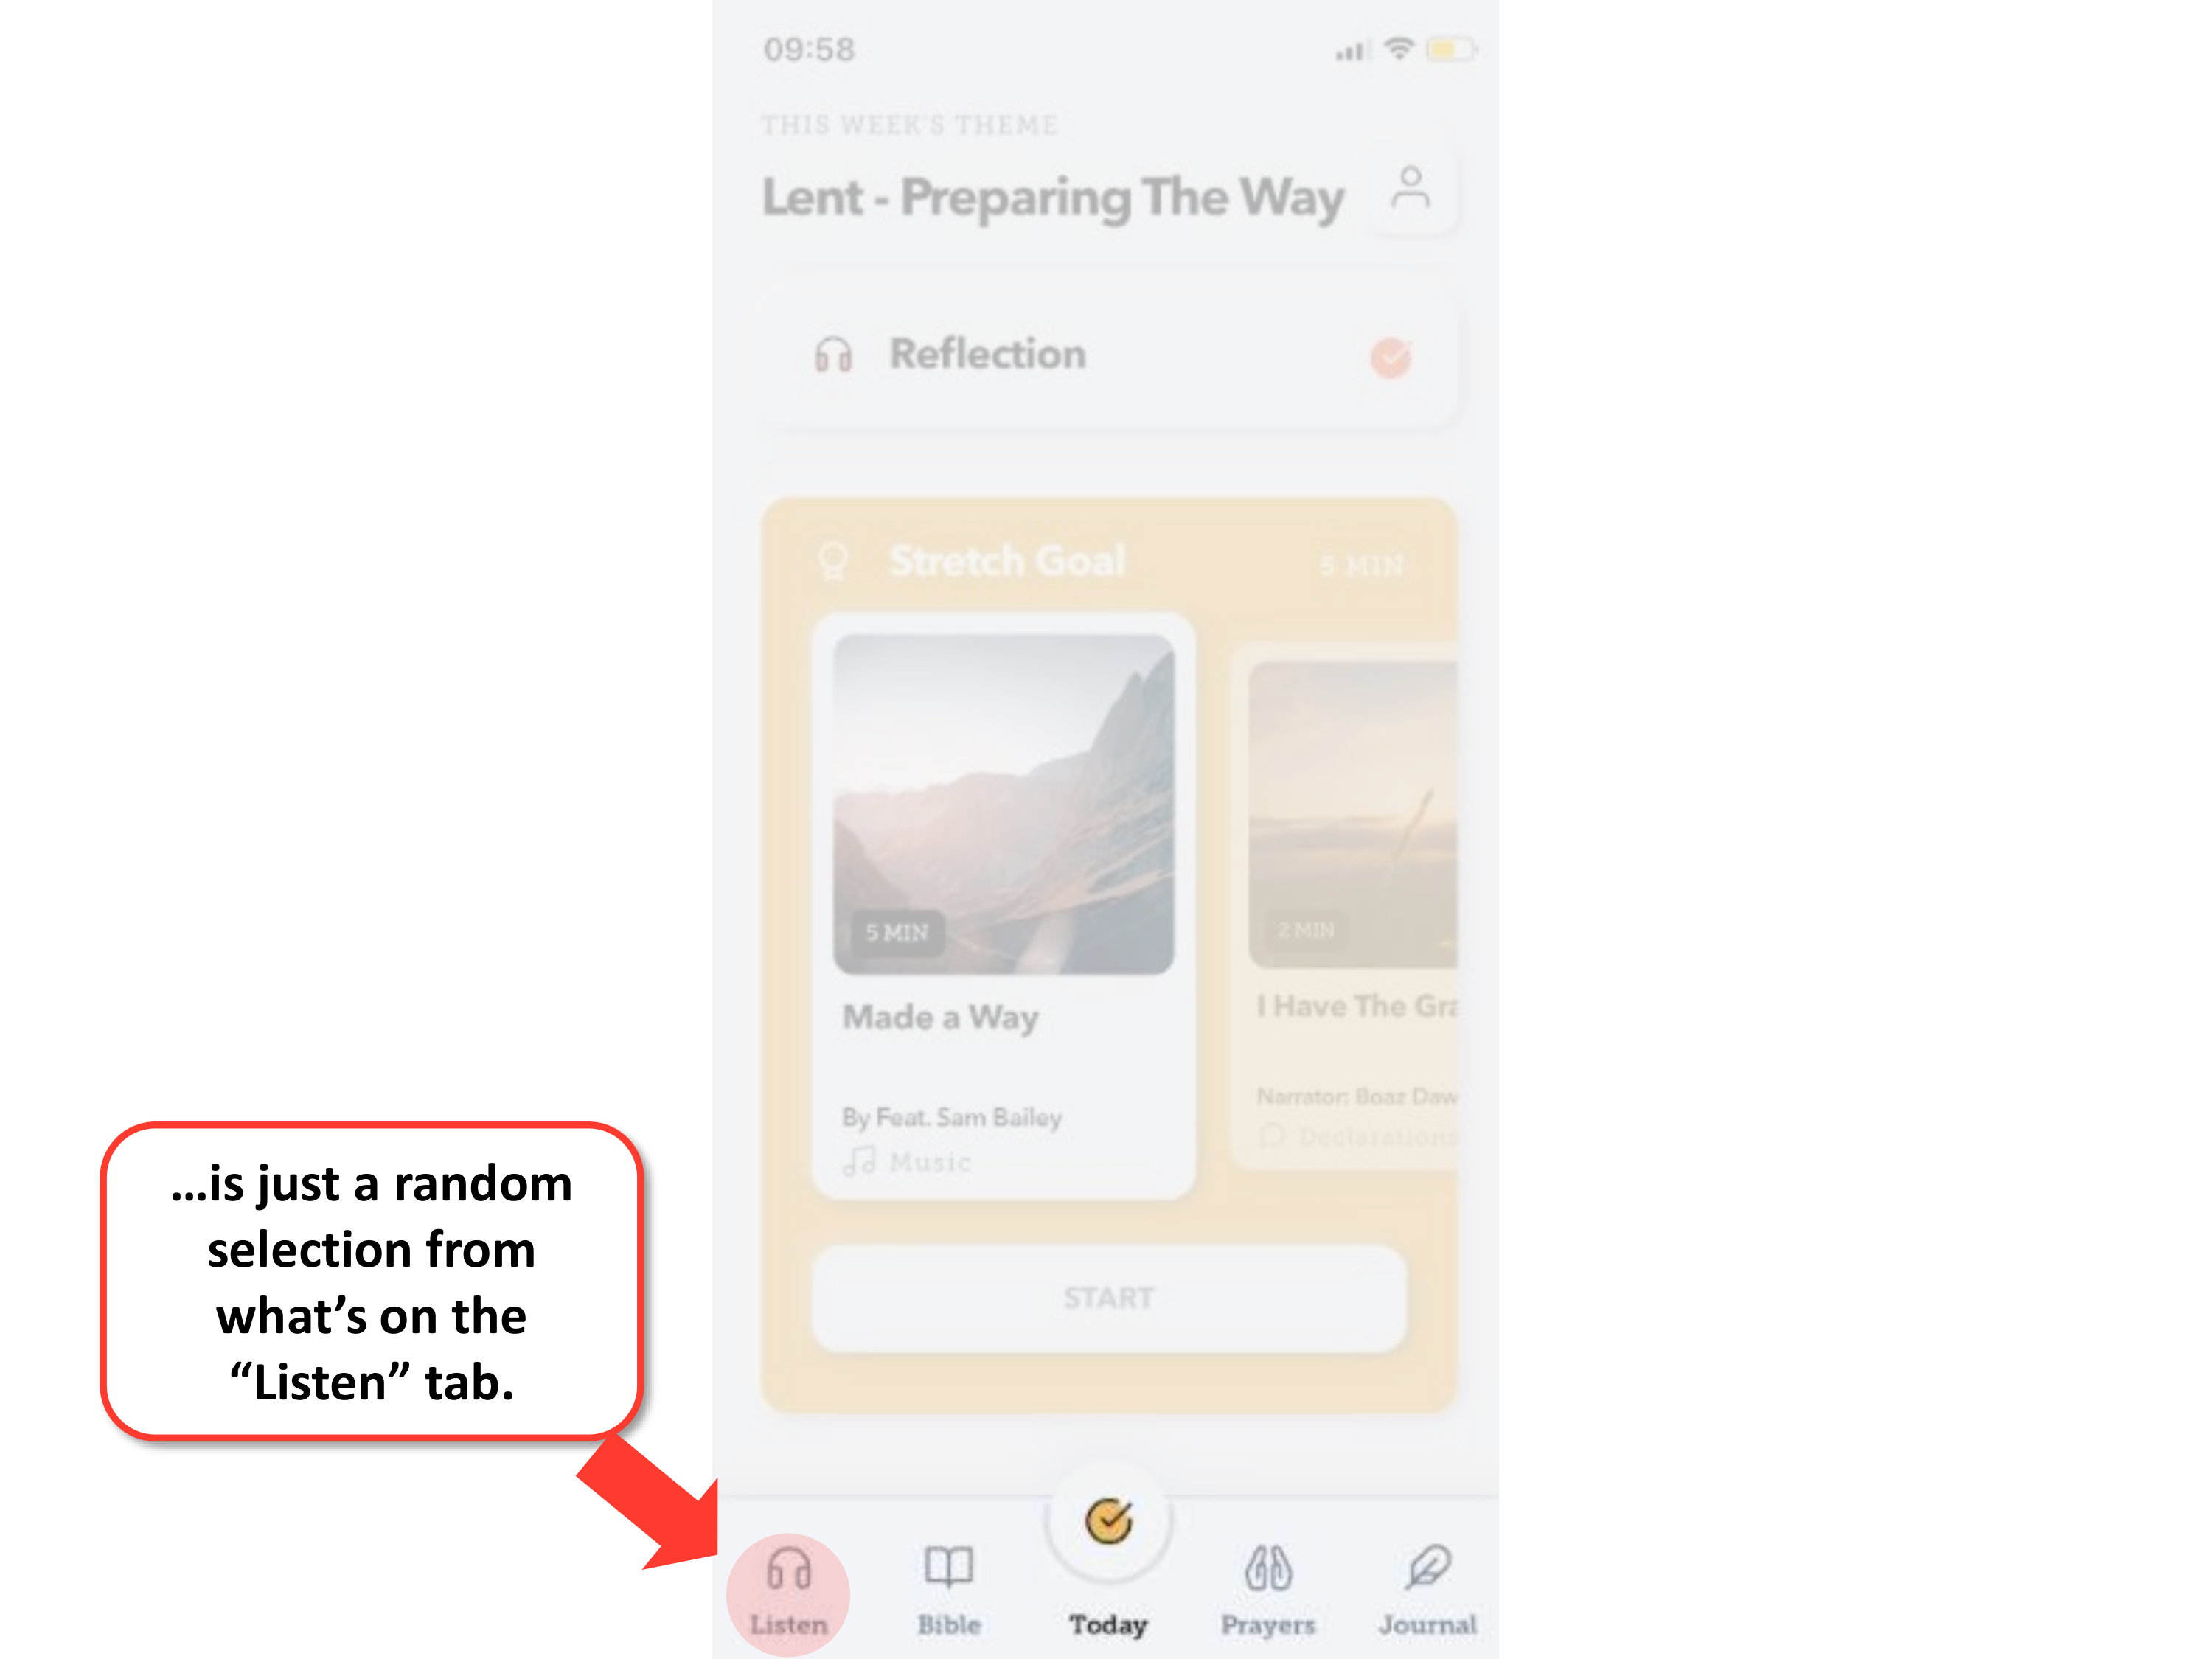 09:58
THIS WEEK'S THEME
Lent - Preparing The Way
Reflection
Stretch Goal
5 MIN
5 MIN
2 MIN
Made a Way
I Have The Gra
By Feat. Sam Bailey
Narrator: Boaz Daw
Music
Declarations
START
…is just a random
selection from
what’s on the
“Listen” tab.
Listen
Bible
Today
Prayers
Journal